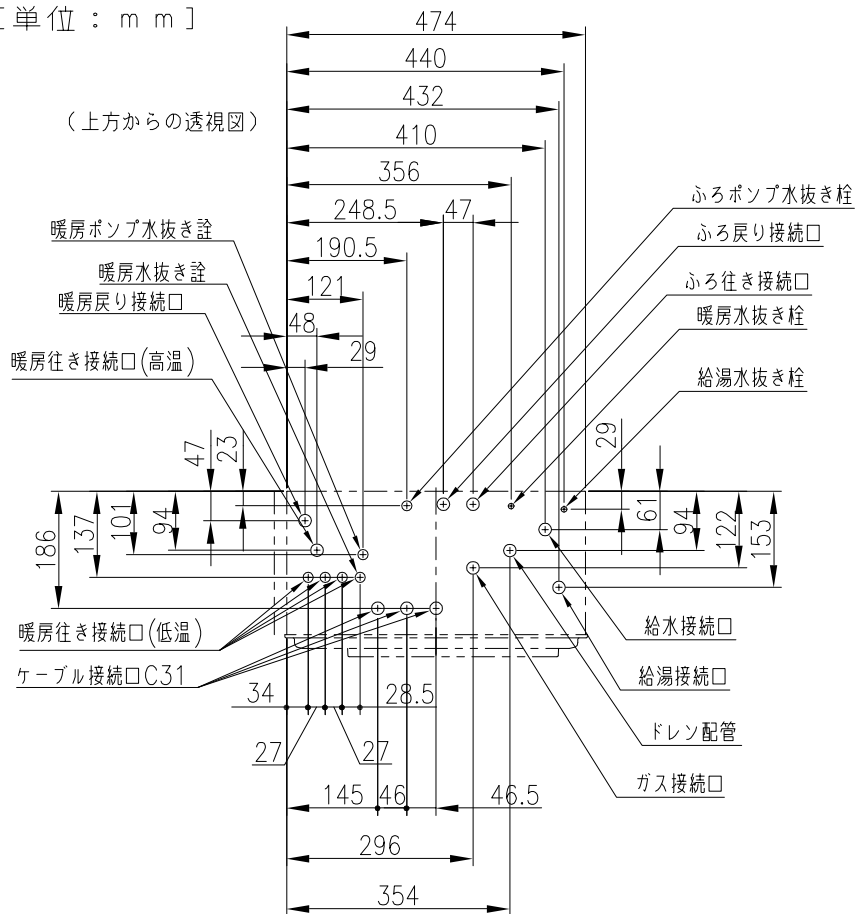 [単位：ｍｍ]
474
440
（上方からの透視図）
432
410
356
ふろポンプ水抜き栓
248.5
47
暖房ポンプ水抜き詮
ふろ戻り接続口
190.5
暖房水抜き詮
ふろ往き接続口
121
暖房戻り接続口
暖房水抜き栓
48
29
暖房往き接続口(高温)
給湯水抜き栓
47
23
29
186
137
101
94
61
94
122
153
暖房往き接続口(低温)
給水接続口
ケーブル接続口C31
給湯接続口
34
28.5
ドレン配管
27
27
ガス接続口
145
46
46.5
296
354